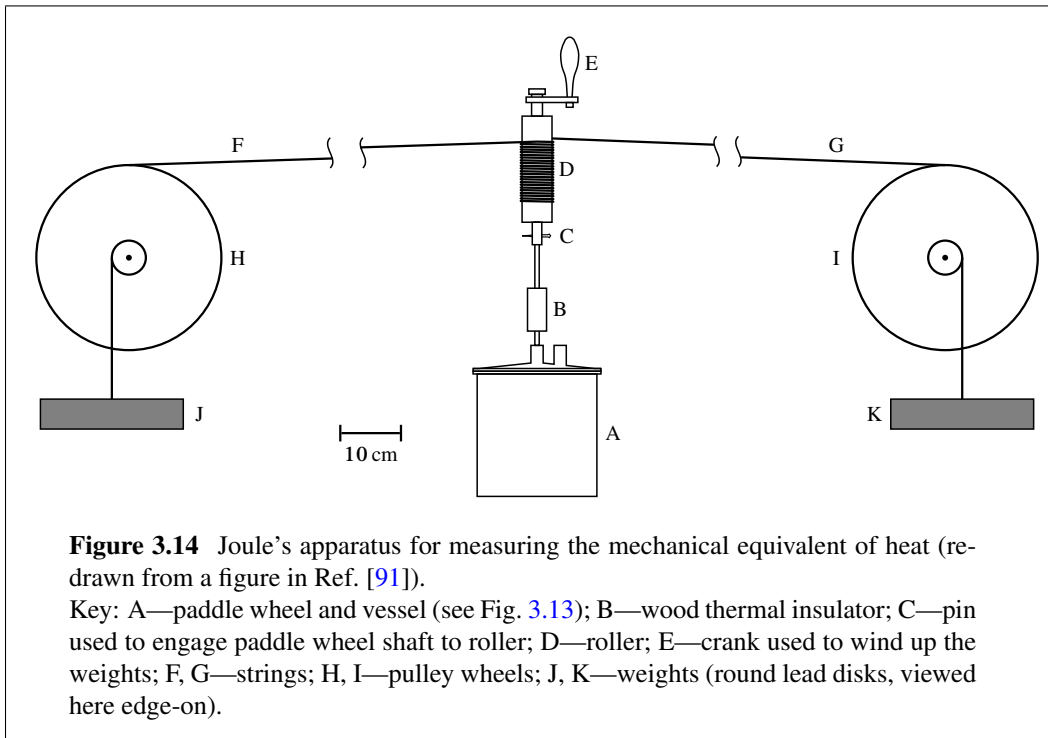 E
F
G
D
C
H
I
B
J
K
A
10 cm
Figure 3.14 Joule's apparatus for measuring the mechanical equivalent of heat (re-
drawn from a figure in Ref. [91]).
Key: A—paddle wheel and vessel (see Fig. 3.13); B—wood thermal insulator; C—pin
used to engage paddle wheel shaft to roller; D—roller; E—crank used to wind up the
weights; F, G—strings; H, I—pulley wheels; J, K—weights (round lead disks, viewed
here edge-on).